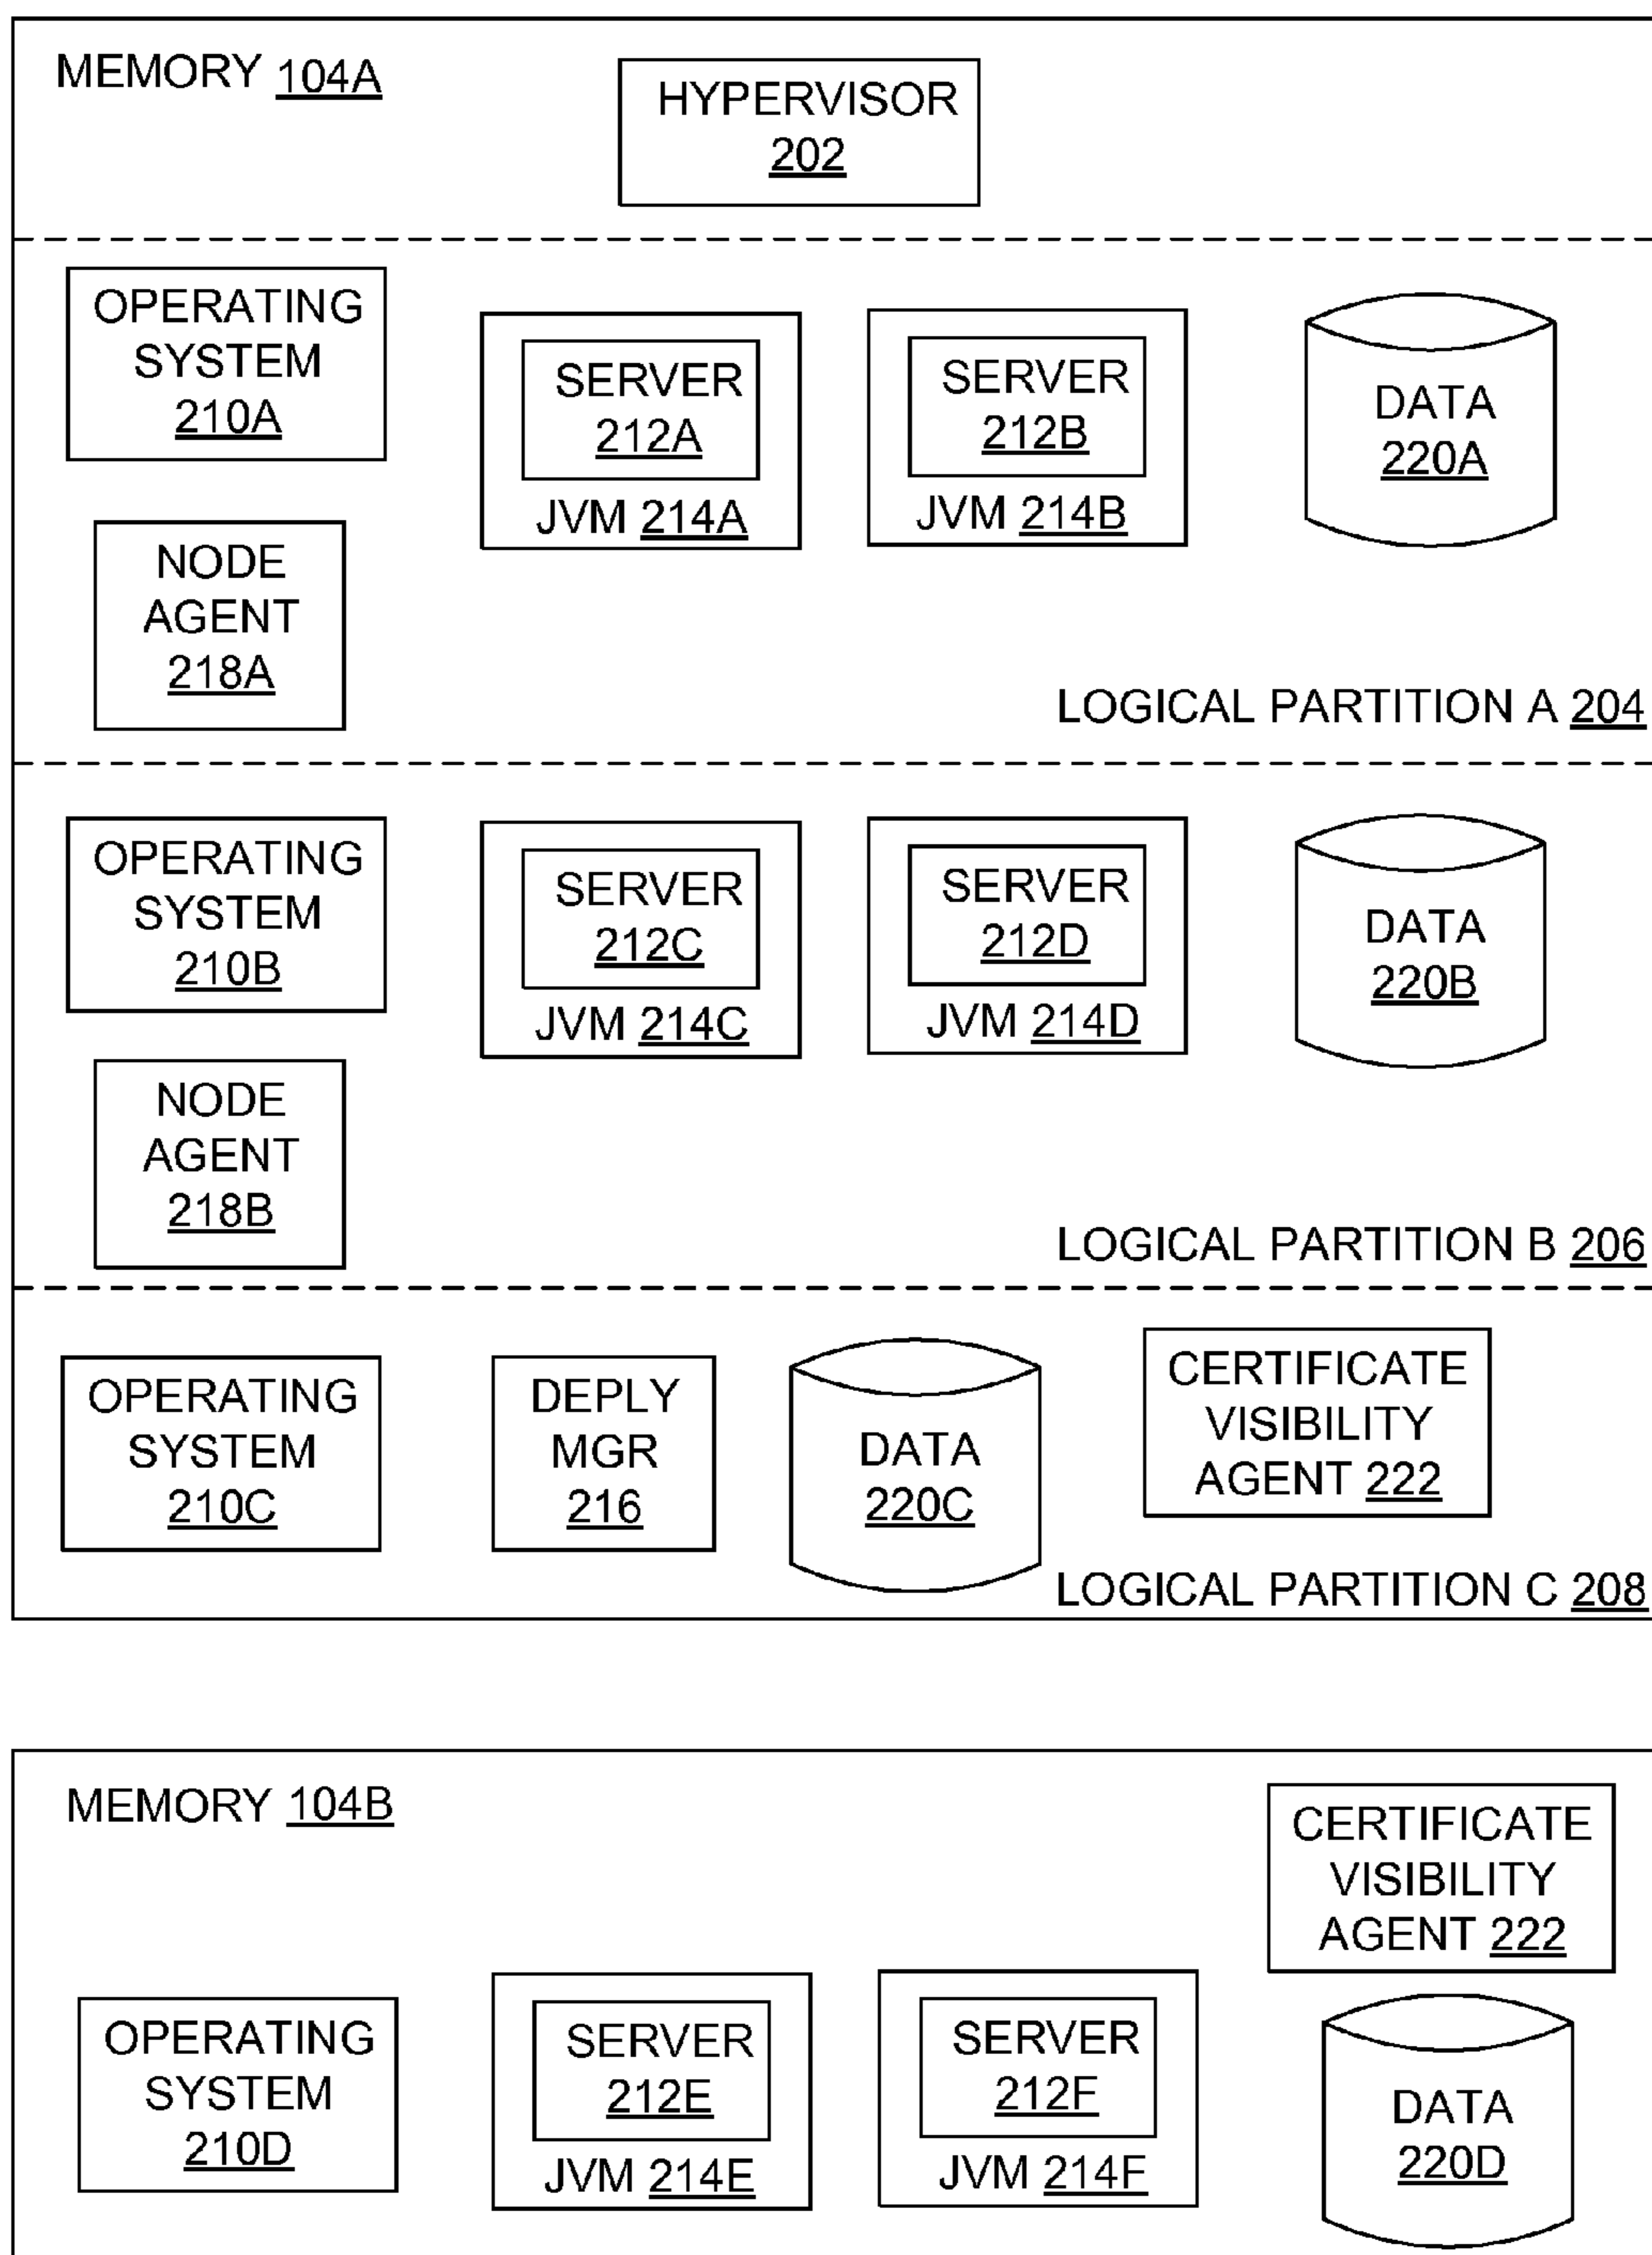 MEMORY 104A
HYPERVISOR
202
OPERATING
SYSTEM
210A
SERVER
212A
JVM 214A
SERVER
212B
JVM 214B
DATA
220A
NODE
AGENT
218A
LOGICAL PARTITION A 204
OPERATING
SYSTEM
210B
SERVER
212C
JVM 214C
SERVER
212D
JVM 214D
DATA
220B
NODE
AGENT
218B
LOGICAL PARTITION B 206
OPERATING
SYSTEM
210C
DEPLY
MGR
216
DATA
220C
CERTIFICATE
VISIBILITY
AGENT 222
LOGICAL PARTITION C 208
MEMORY 104B
CERTIFICATE
VISIBILITY
AGENT 222
OPERATING
SYSTEM
210D
SERVER
212E
JVM 214E
SERVER
212F
JVM 214F
DATA
220D